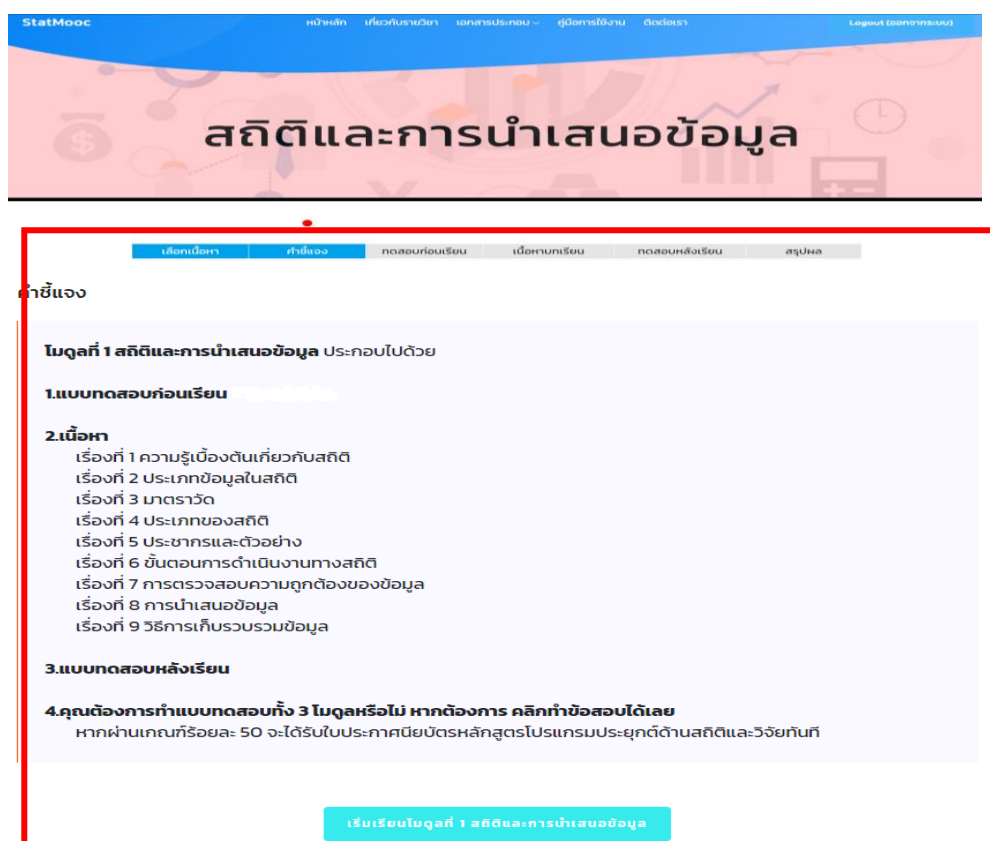 StatMooc
หน้าหลัก เกี่ยวกับรายวิชา เอกสารประกอบ คู่มือการใช้งาน ติดต่อเรา
Logout (ออกจากระบบ)
สถิติและการนำเสนอข้อมูล
เลือกเนื้อหา คำชี้แจง ทดสอบก่อนเรียน เนื้อหาบทเรียน ทดสอบหลังเรียน สรุปผล
คำชี้แจง
โมดูลที่ 1 สถิติและการนำเสนอข้อมูล ประกอบไปด้วย
1.แบบทดสอบก่อนเรียน
2.เนื้อหา
เรื่องที่ 1 ความรู้เบื้องต้นเกี่ยวกับสถิติ
เรื่องที่ 2 ประเภทข้อมูลในสถิติ
เรื่องที่ 3 มาตราวัด
เรื่องที่ 4 ประเภทของสถิติ
เรื่องที่ 5 ประชากรและตัวอย่าง
เรื่องที่ 6 ขั้นตอนการดำเนินงานทางสถิติ
เรื่องที่ 7 การตรวจสอบความถูกต้องของข้อมูล
เรื่องที่ 8 การนำเสนอข้อมูล
เรื่องที่ 9 วิธีการเก็บรวบรวมข้อมูล
3.แบบทดสอบหลังเรียน
4.คุณต้องการทำแบบทดสอบทั้ง 3 โมดูลหรือไม่ หากต้องการ คลิกทำข้อสอบได้เลย
หากผ่านเกณฑ์ร้อยละ 50 จะได้รับใบประกาศนียบัตรหลักสูตรโปรแกรมประยุกต์ด้านสถิติและวิจัยทันที
เริ่มเรียนโมดูลที่ 1 สถิติและการนำเสนอข้อมูล